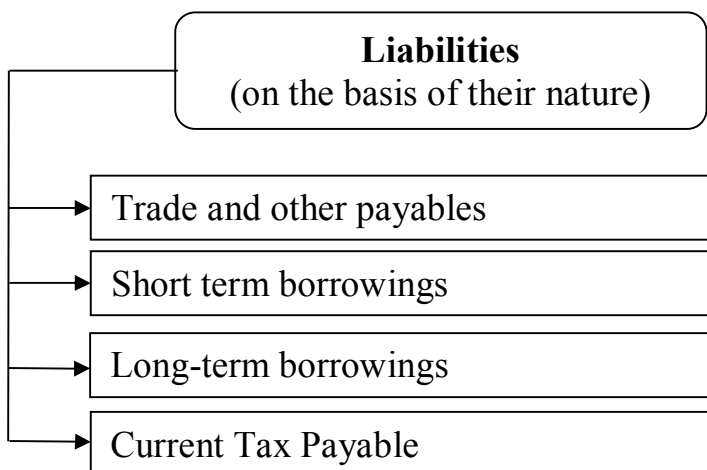 Liabilities
(on the basis of their nature)
Trade and other payables
Short term borrowings
Long-term borrowings
Current Tax Payable